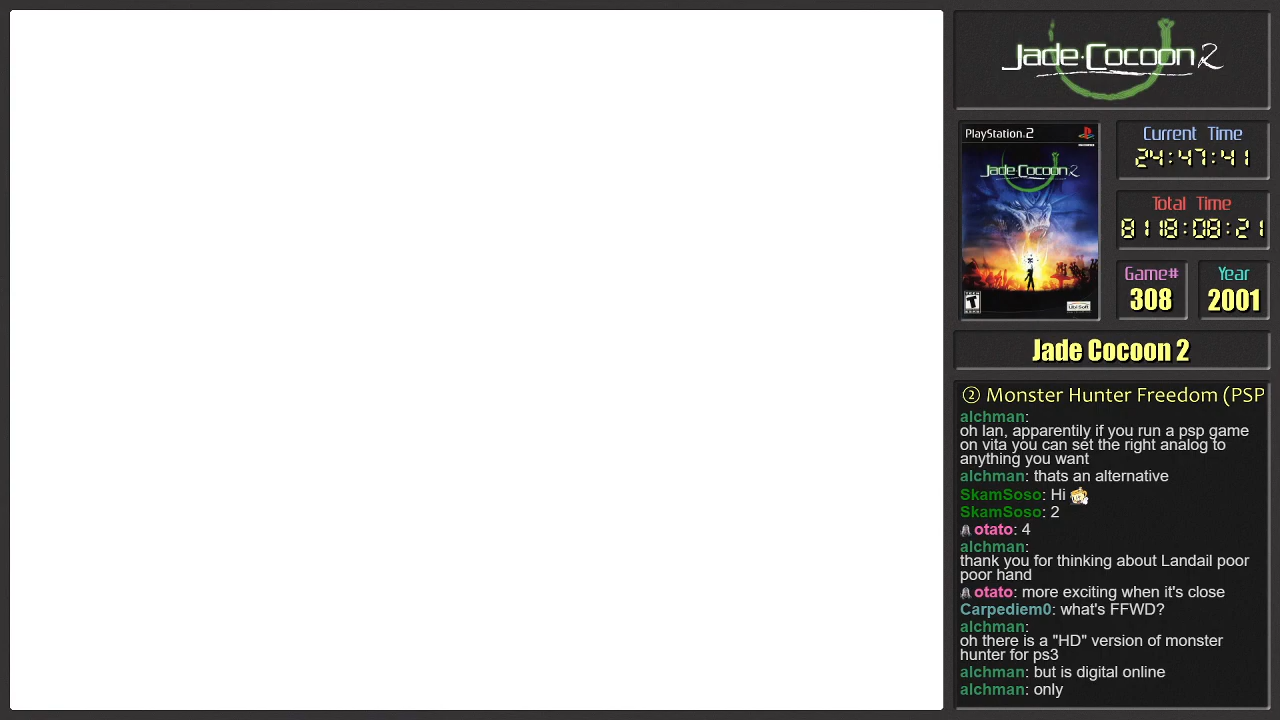 Jade Cocoon 2
PlayStation 2
Jade Cocoon 2
TEEN
Ubi Soft
Current Time
24:47:41
Total Time
8118:08:21
Game#
308
Year
2001
Jade Cocoon 2
② Monster Hunter Freedom (PSP
alchman:
oh lan, apparently if you run a psp game
on vita you can set the right analog to
anything you want
alchman: thats an alternative
SkamSoso: Hi
SkamSoso: 2
otato: 4
alchman:
thank you for thinking about Landail poor
poor hand
otato: more exciting when it's close
Carpediem0: what's FFWD?
alchman:
oh there is a "HD" version of monster
hunter for ps3
alchman: but is digital online
alchman: only